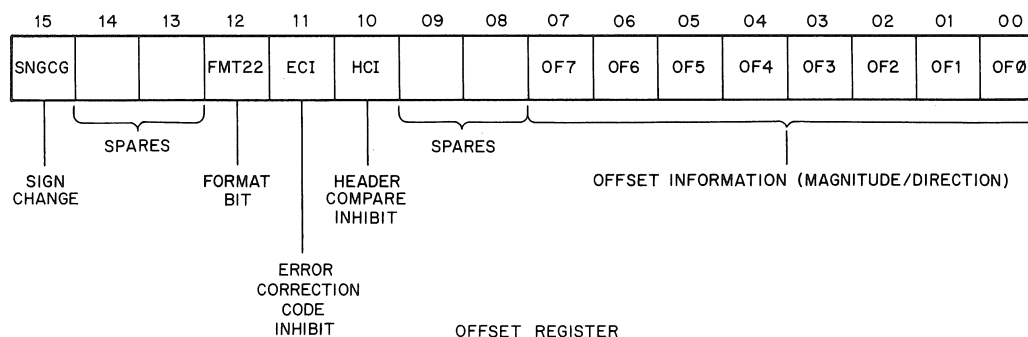 15 14 13 12 11 10 09 08 07 06 05 04 03 02 01 00
SNGCG FMT22 ECI HCI OF7 OF6 OF5 OF4 OF3 OF2 OF1 OFØ
SPARES SPARES
SIGN CHANGE
FORMAT BIT
HEADER COMPARE INHIBIT
OFFSET INFORMATION (MAGNITUDE/DIRECTION)
ERROR CORRECTION CODE INHIBIT
OFFSET REGISTER